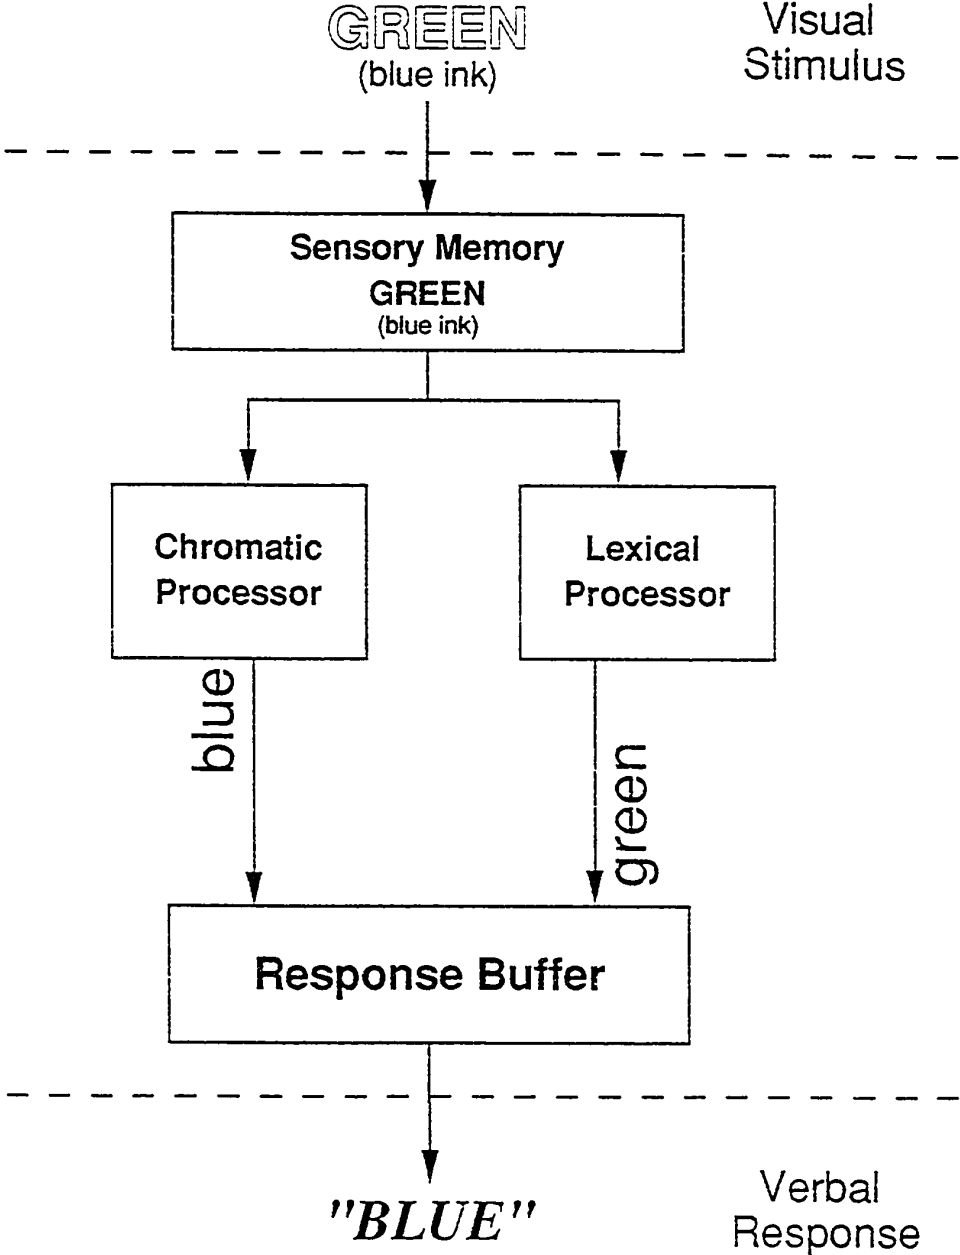 GREEN
(blue ink)
Visual
Stimulus
Sensory Memory
GREEN
(blue ink)
Chromatic
Processor
Lexical
Processor
blue
green
Response Buffer
"BLUE"
Verbal
Response